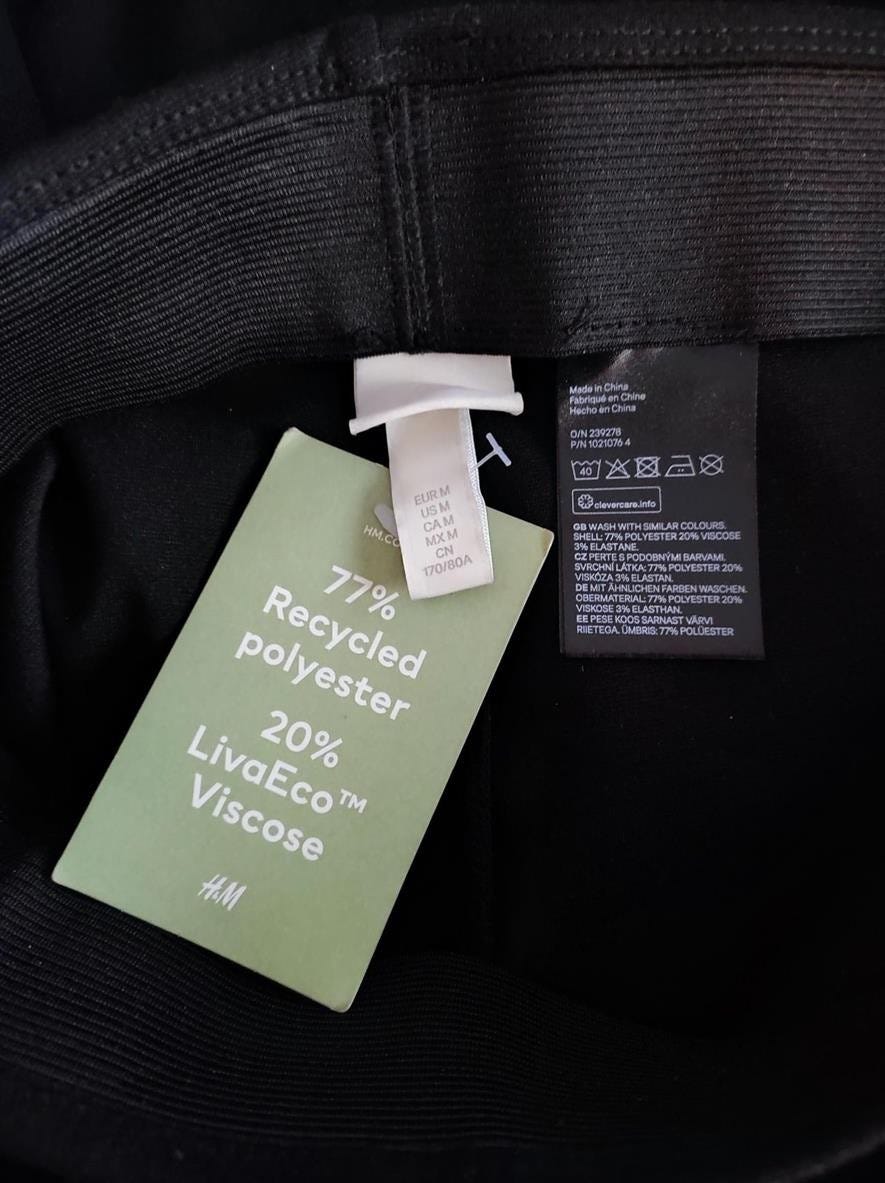 EUR M
US M
CA M
MX M
CN
170/80A
HM.CO
77%
Recycled
polyester
20%
LivaEco™
Viscose
H&M
Made in China
Fabriqué en Chine
Hecho en China
O/N 239278
P/N 1021076 4
40
clevercare.info
GB WASH WITH SIMILAR COLOURS.
SHELL: 77% POLYESTER 20% VISCOSE
3% ELASTANE.
CZ PERTE S PODOBNÝMI BARVAMI.
SVRCHNÍ LÁTKA: 77% POLYESTER 20%
VISKÓZA 3% ELASTAN.
DE MIT ÄHNLICHEN FARBEN WASCHEN.
OBERMATERIAL: 77% POLYESTER 20%
VISKOSE 3% ELASTHAN.
EE PESE KOOS SARNAST VÄRVI
RIIETEGA. ÜMBRIS: 77% POLÜESTER